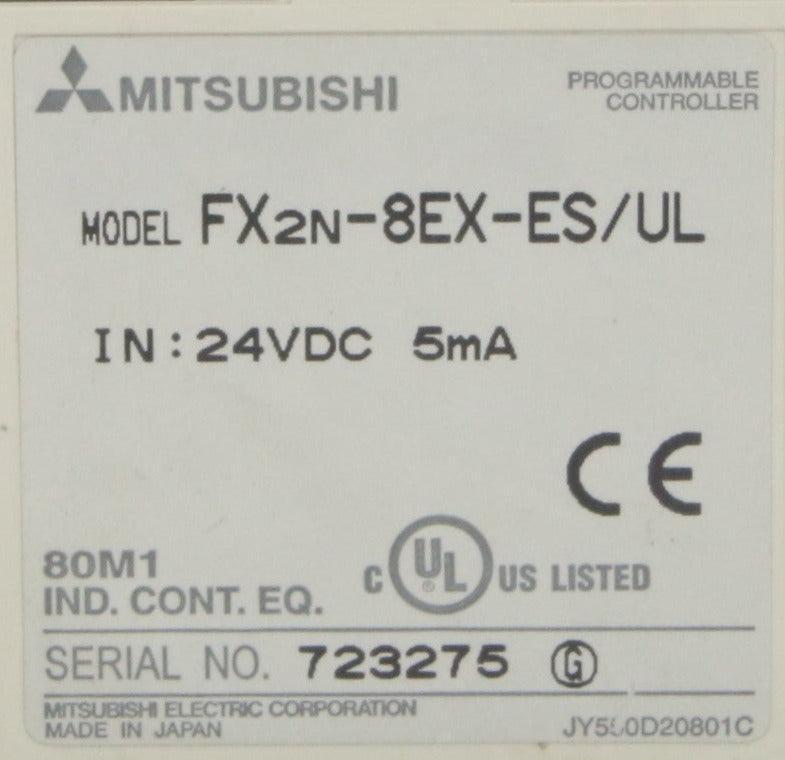 MITSUBISHI
PROGRAMMABLE
CONTROLLER
MODEL FX2N-8EX-ES/UL
IN: 24VDC 5mA
CE
80M1
IND. CONT. EQ.
C UL ® US LISTED
SERIAL NO. 723275 G
MITSUBISHI ELECTRIC CORPORATION
MADE IN JAPAN